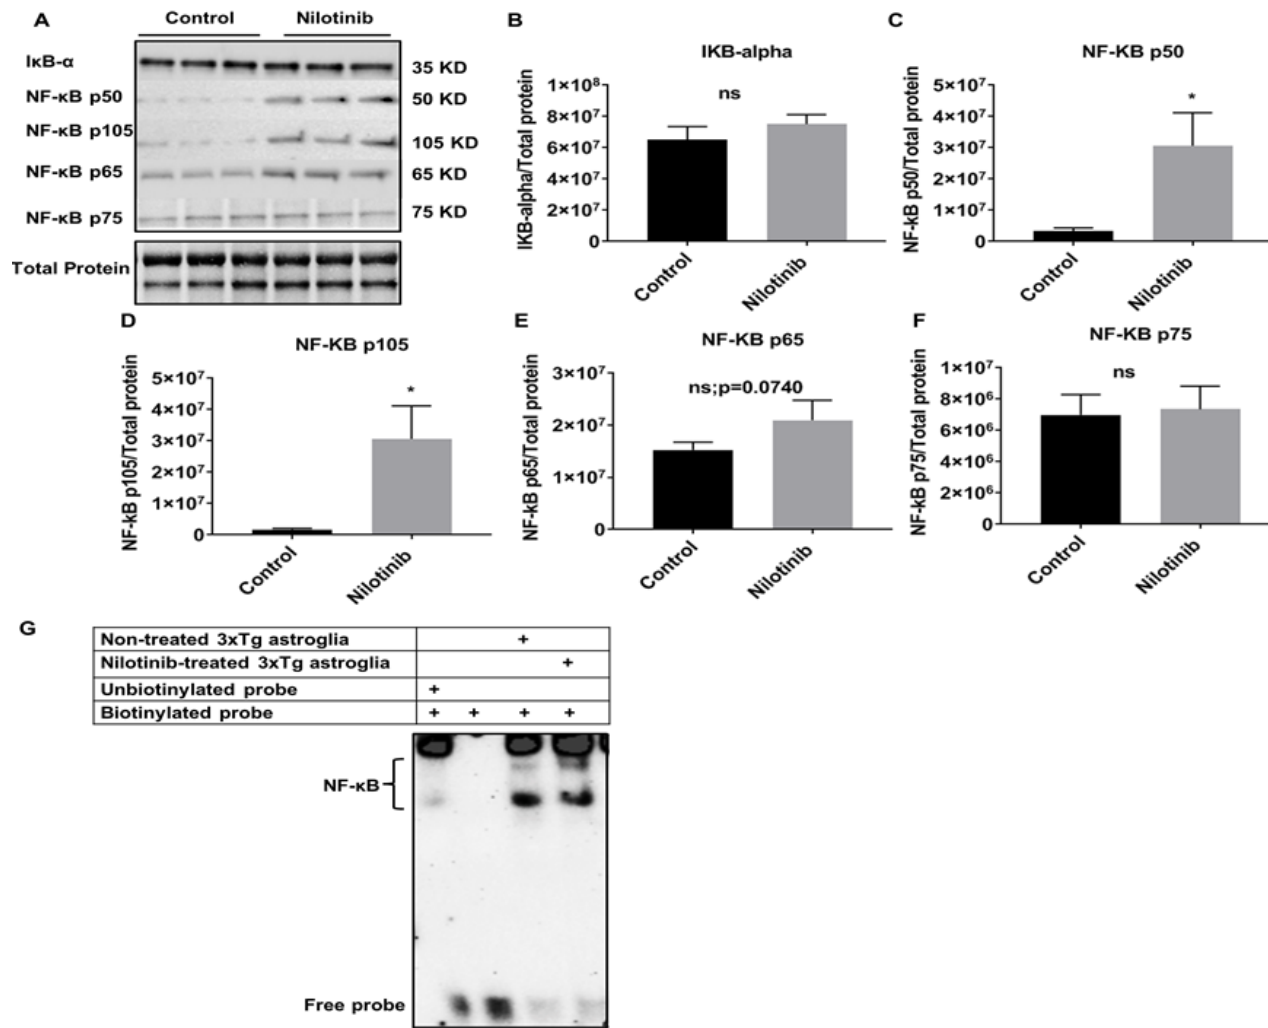 A
Control Nilotinib
IκB-α 35 KD
NF-κB p50 50 KD
NF-κB p105 105 KD
NF-κB p65 65 KD
NF-κB p75 75 KD
Total Protein
B
IKB-alpha
IKB-alpha/Total protein
1×10⁸
8×10⁷
6×10⁷
4×10⁷
2×10⁷
0
ns
Control
Nilotinib
C
NF-KB p50
NF-kB p50/Total protein
5×10⁷
4×10⁷
3×10⁷
2×10⁷
1×10⁷
0
*
Control
Nilotinib
D
NF-KB p105
NF-kB p105/Total protein
5×10⁷
4×10⁷
3×10⁷
2×10⁷
1×10⁷
0
*
Control
Nilotinib
E
NF-KB p65
NF-kB p65/Total protein
3×10⁷
2×10⁷
1×10⁷
0
ns;p=0.0740
Control
Nilotinib
F
NF-KB p75
NF-kB p75/Total protein
1×10⁷
8×10⁶
6×10⁶
4×10⁶
2×10⁶
0
ns
Control
Nilotinib
G
Non-treated 3xTg astroglia +
Nilotinib-treated 3xTg astroglia +
Unbiotinylated probe +
Biotinylated probe + + + +
NF-κB
Free probe